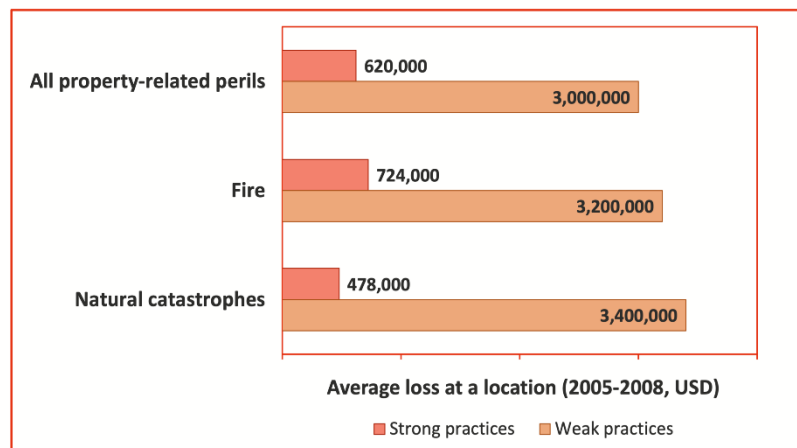 All property-related perils
620,000
3,000,000
Fire
724,000
3,200,000
Natural catastrophes
478,000
3,400,000
Average loss at a location (2005-2008, USD)
Strong practices
Weak practices